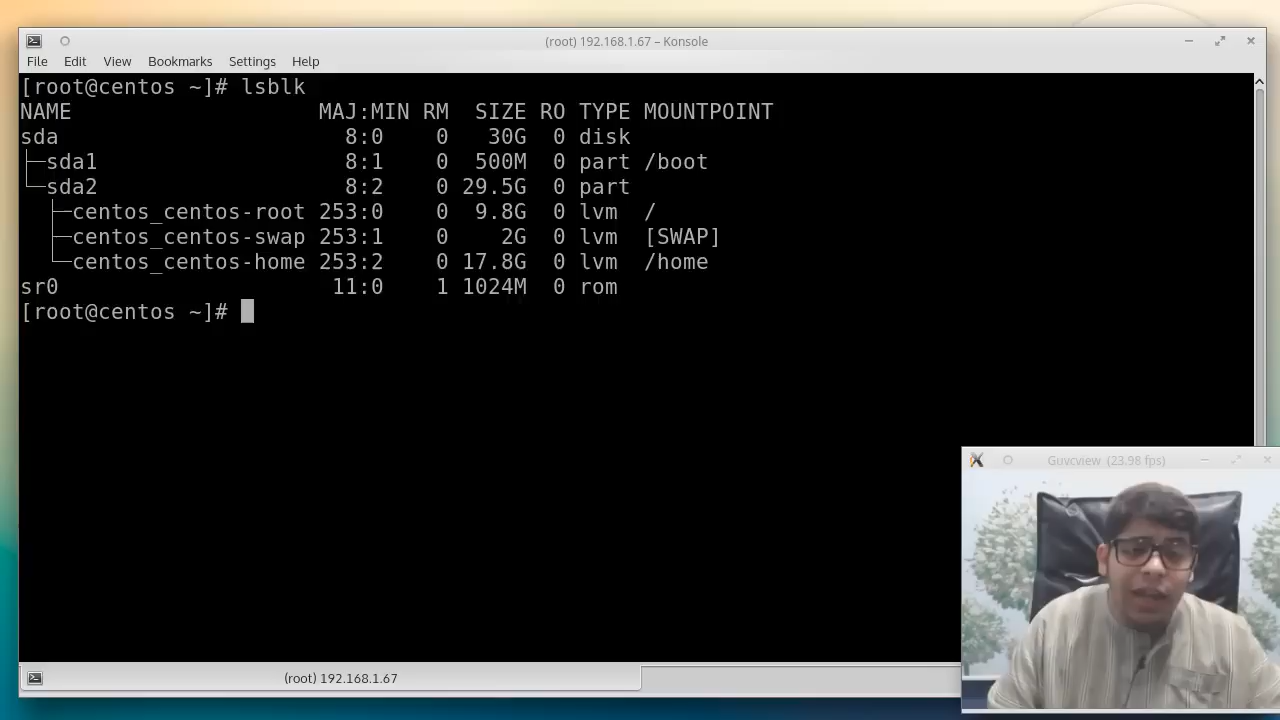 (root) 192.168.1.67 – Konsole
File Edit View Bookmarks Settings Help
[root@centos ~]# lsblk
NAME MAJ:MIN RM SIZE RO TYPE MOUNTPOINT
sda 8:0 0 30G 0 disk
├─sda1 8:1 0 500M 0 part /boot
└─sda2 8:2 0 29.5G 0 part
├─centos_centos-root 253:0 0 9.8G 0 lvm /
├─centos_centos-swap 253:1 0 2G 0 lvm [SWAP]
└─centos_centos-home 253:2 0 17.8G 0 lvm /home
sr0 11:0 1 1024M 0 rom
[root@centos ~]#
Guvcview (23.98 fps)
(root) 192.168.1.67